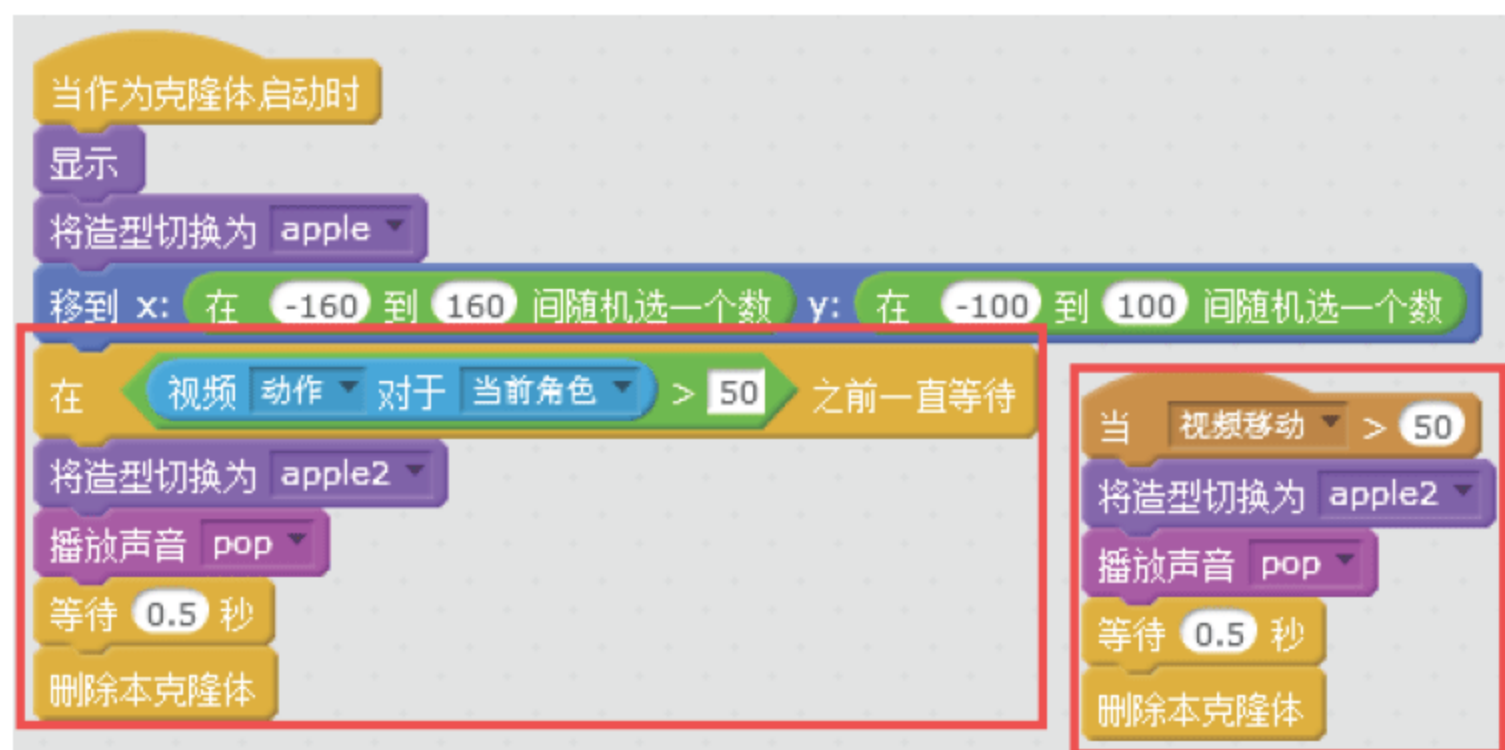 当作为克隆体启动时
显示
将造型切换为 apple
移到 x: 在 -160 到 160 间随机选一个数 y: 在 -100 到 100 间随机选一个数
在 视频 动作 对于 当前角色 > 50 之前一直等待
将造型切换为 apple2
播放声音 pop
等待 0.5 秒
删除本克隆体
当 视频移动 > 50
将造型切换为 apple2
播放声音 pop
等待 0.5 秒
删除本克隆体